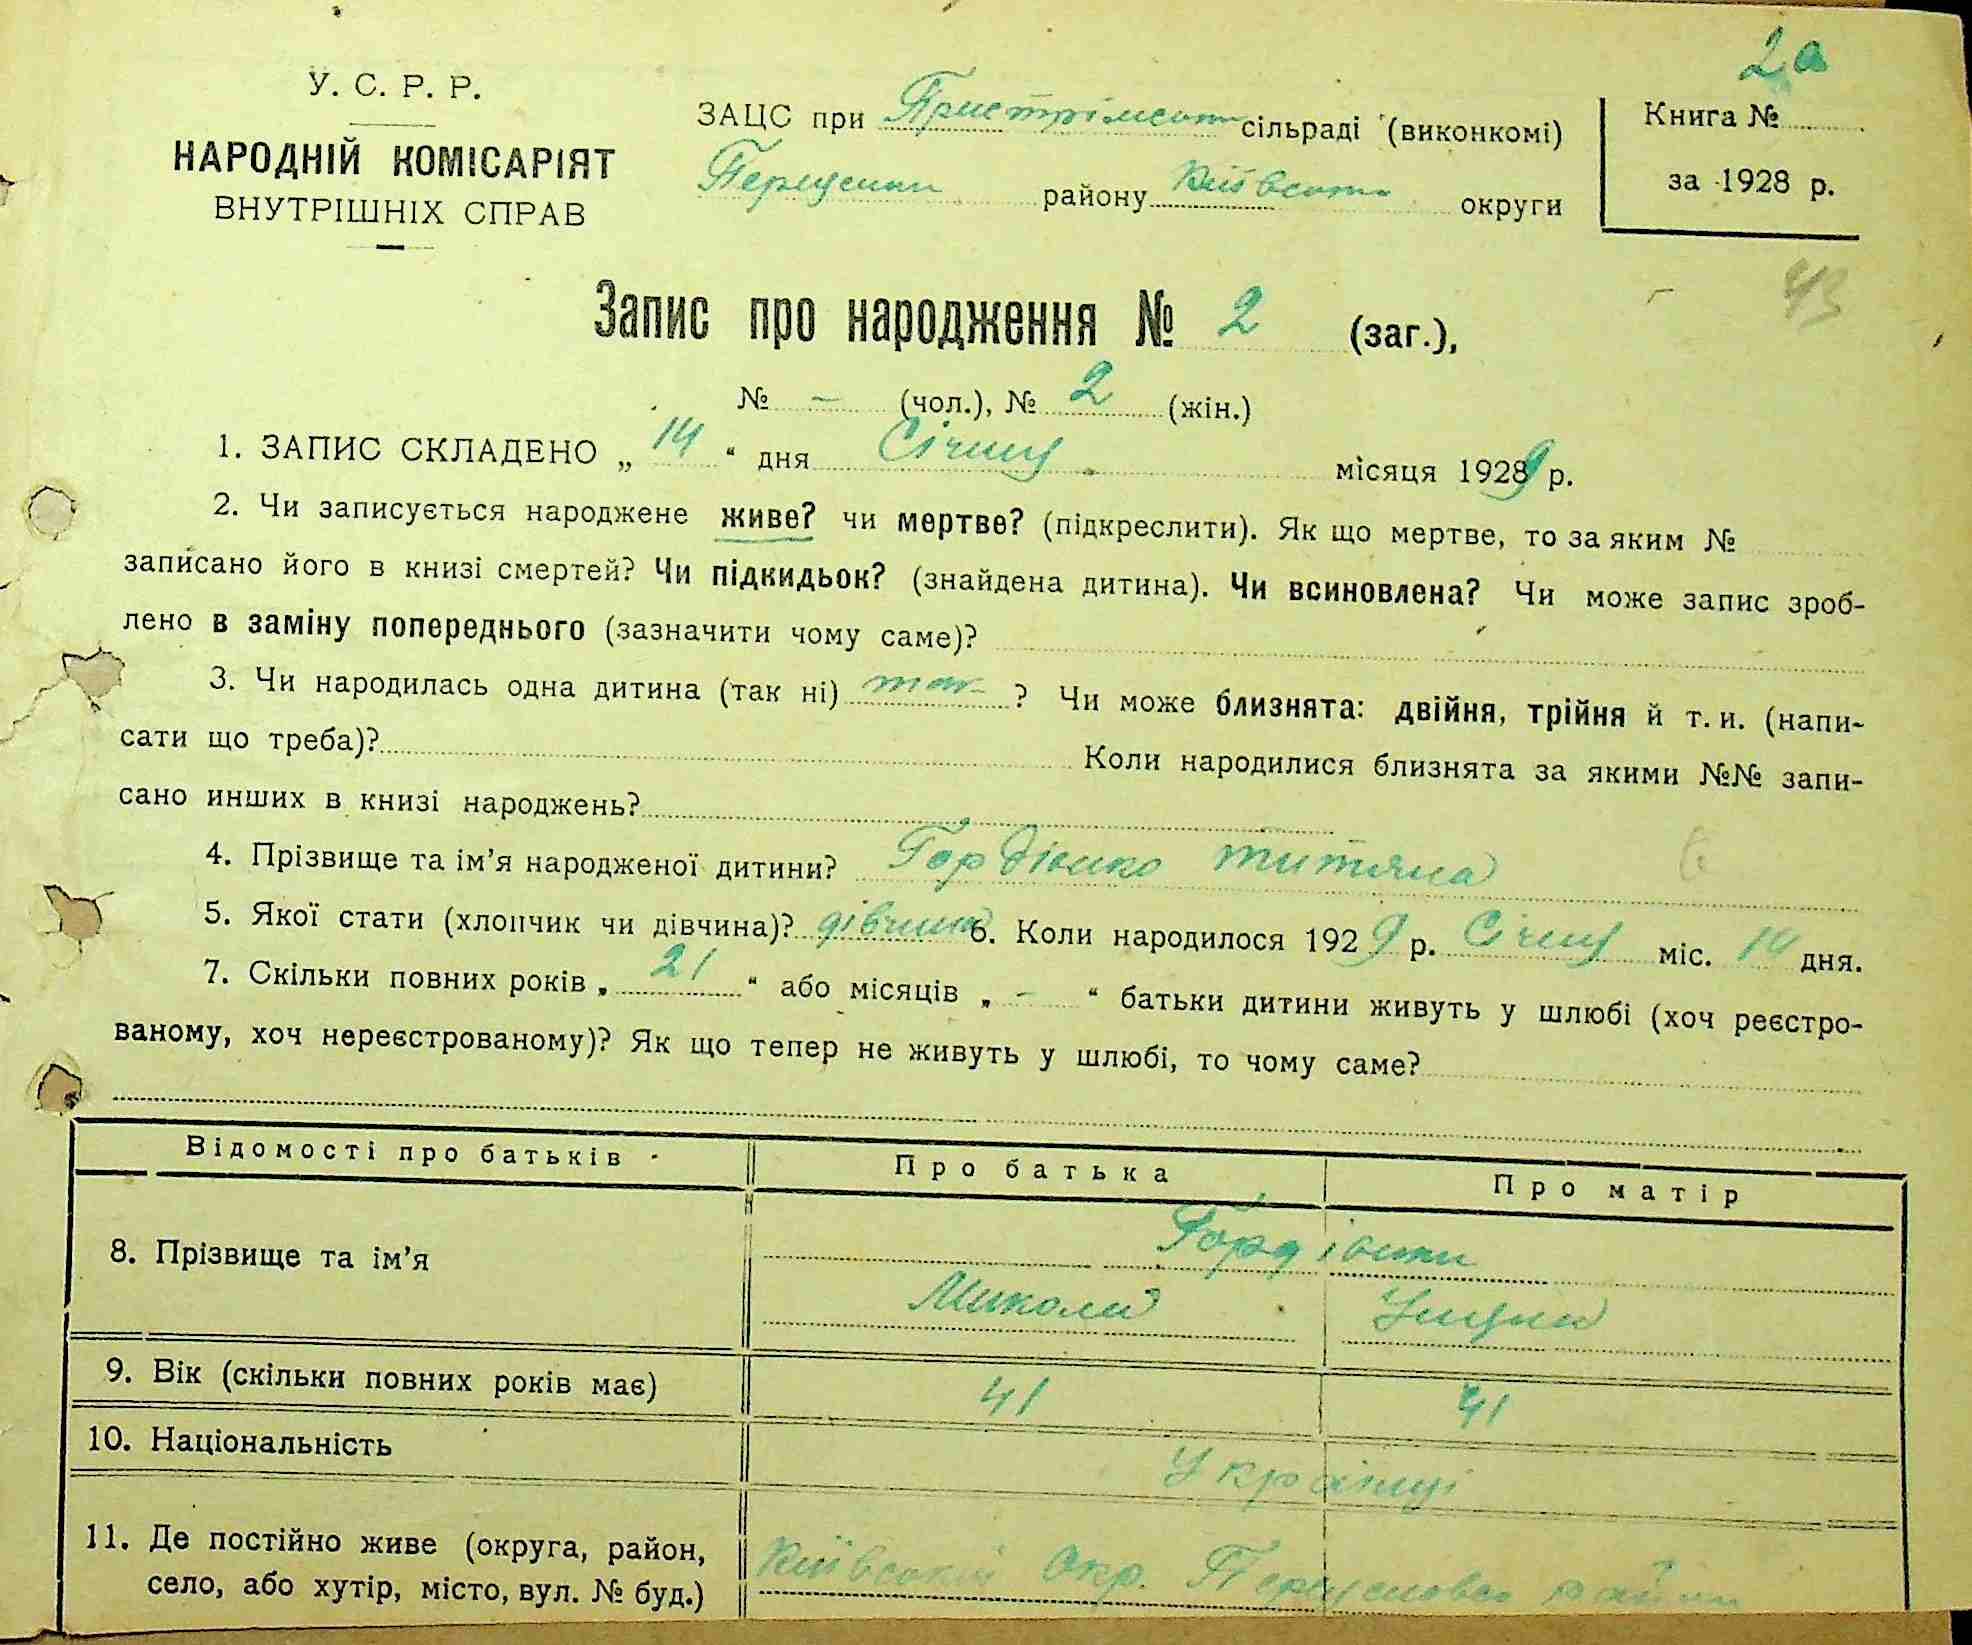 2а
У. С. Р. Р.
НАРОДНІЙ КОМІСАРІЯТ
ВНУТРІШНІХ СПРАВ
ЗАЦС при сільраді (виконкомі)
району Київської округи
Книга №
за 1928 р.
43
Запис про народження № 2 (заг.),
№ – (чол.), № 2 (жін.)
1. ЗАПИС СКЛАДЕНО „ 14 “ дня Січня місяця 1929 р.
2. Чи записується народжене живе? чи мертве? (підкреслити). Як що мертве, то за яким №
записано його в книзі смертей? Чи підкидьок? (знайдена дитина). Чи всиновлена? Чи може запис зроб-
лено в заміну попереднього (зазначити чому саме)?
3. Чи народилась одна дитина (так ні) так ? Чи може близнята: двійня, трійня й т. и. (напи-
сати що треба)? Коли народилися близнята за якими №№ запи-
сано инших в книзі народжень?
4. Прізвище та ім’я народженої дитини? Гордієнко Титяна
5. Якої стати (хлопчик чи дівчина)? дівчина 6. Коли народилося 1929 р. Січня міс. 10 дня.
7. Скільки повних років „ 21 “ або місяців „ – “ батьки дитини живуть у шлюбі (хоч реєстро-
ваному, хоч нереєстрованому)? Як що тепер не живуть у шлюбі, то чому саме?
Відомості про батьків Про батька Про матір
8. Прізвище та ім’я Гордієнки
Микола
9. Вік (скільки повних років має) 41 41
10. Національність Українці
11. Де постійно живе (округа, район,
село, або хутір, місто, вул. № буд.)
Київській Окр.